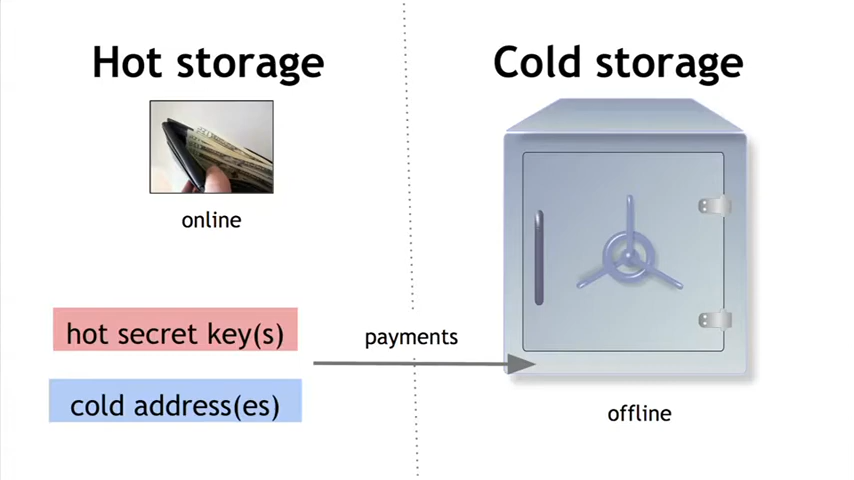 Hot storage
online
hot secret key(s)
cold address(es)
payments
Cold storage
offline